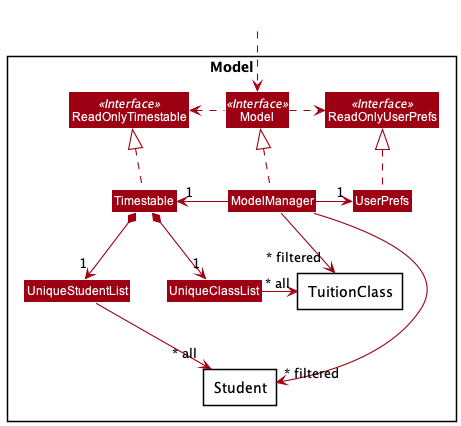 Model
«Interface»
ReadOnlyTimestable
«Interface»
Model
«Interface»
ReadOnlyUserPrefs
Timestable
1
ModelManager
1
UserPrefs
* filtered
1
1
UniqueStudentList
UniqueClassList
* all
TuitionClass
* all
Student
* filtered